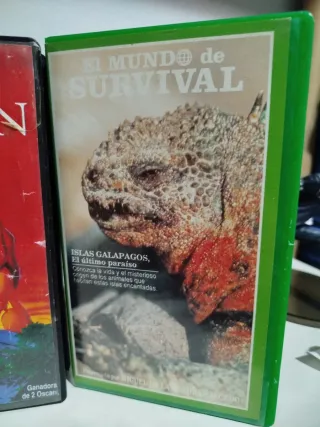 El MUNDO de
SURVIVAL
ISLAS GALAPAGOS,
El último paraíso
Conozca la vida y el misterioso
origen de los animales que
habitan estas islas encantadas.
N
Ganadora
de 2 Oscars